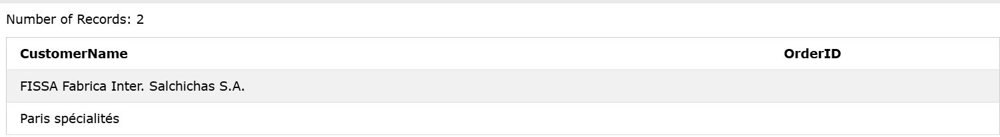 Number of Records: 2
CustomerName OrderID
FISSA Fabrica Inter. Salchichas S.A.
Paris spécialités